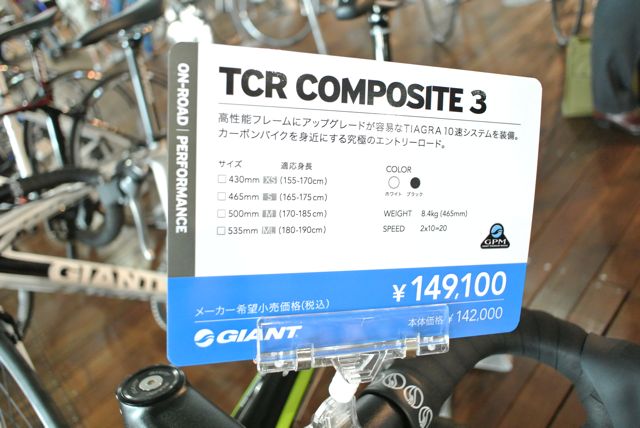 ON-ROAD | PERFORMANCE
TCR COMPOSITE 3
高性能フレームにアップグレードが容易なTIAGRA10速システムを装備。
カーボンバイクを身近にする究極のエントリーロード。
サイズ 適応身長
430mm XS (155-170cm)
465mm S (165-175cm)
500mm M (170-185cm)
535mm ML (180-190cm)
COLOR
ホワイト ブラック
WEIGHT 8.4kg (465mm)
SPEED 2x10=20
GPM
メーカー希望小売価格(税込) ¥149,100
本体価格 ¥142,000
GIANT
GIANT